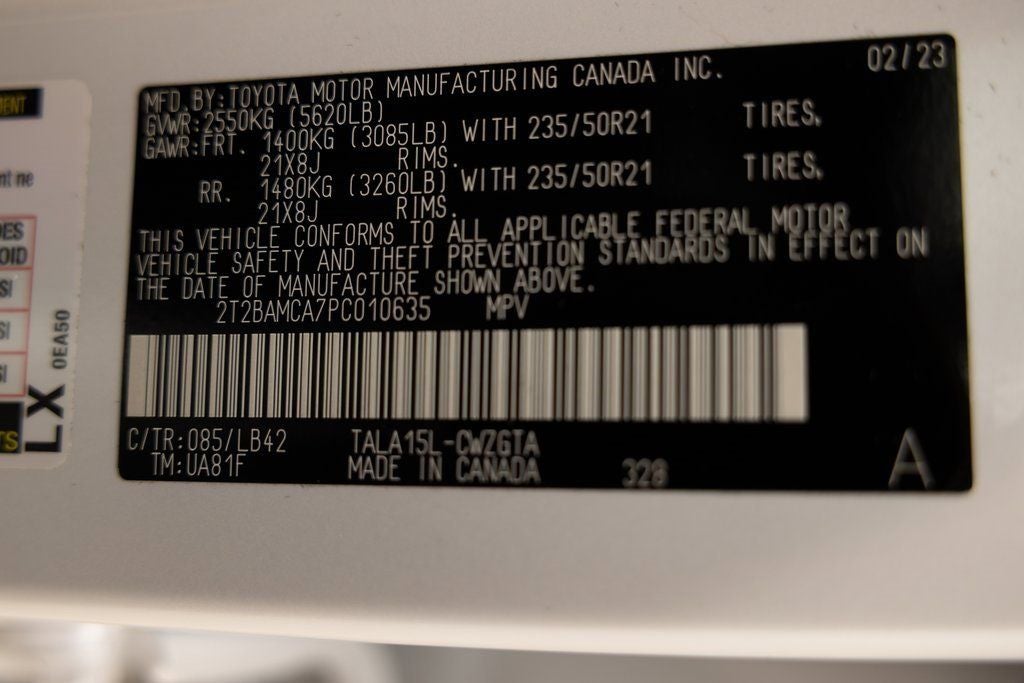 02/23
MFD. BY: TOYOTA MOTOR MANUFACTURING CANADA INC.
GVWR: 2550KG (5620LB)
GAWR: FRT. 1400KG (3085LB) WITH 235/50R21 TIRES,
21X8J RIMS.
RR. 1480KG (3260LB) WITH 235/50R21 TIRES,
21X8J RIMS.
THIS VEHICLE CONFORMS TO ALL APPLICABLE FEDERAL MOTOR
VEHICLE SAFETY AND THEFT PREVENTION STANDARDS IN EFFECT ON
THE DATE OF MANUFACTURE SHOWN ABOVE.
2T2BAMCA7PC010635 MPV
C/TR: 085/LB42 TALA15L-CWZGTA
TM: UA81F MADE IN CANADA 328
A
LX 0EA50